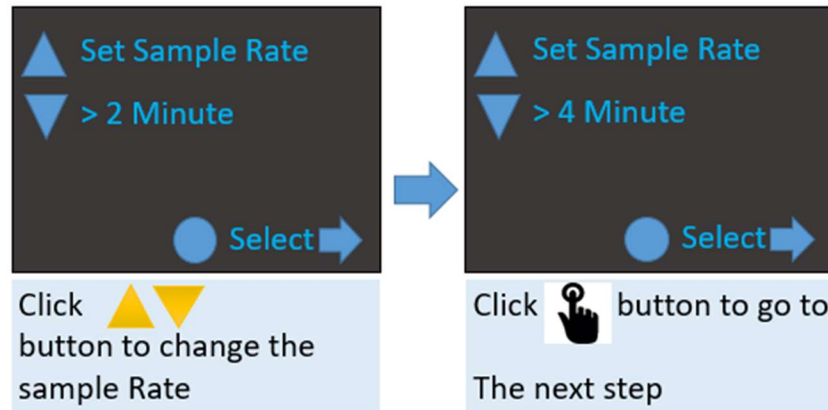 Set Sample Rate
> 2 Minute
Select
Click
button to change the
sample Rate
Set Sample Rate
> 4 Minute
Select
Click button to go to
The next step